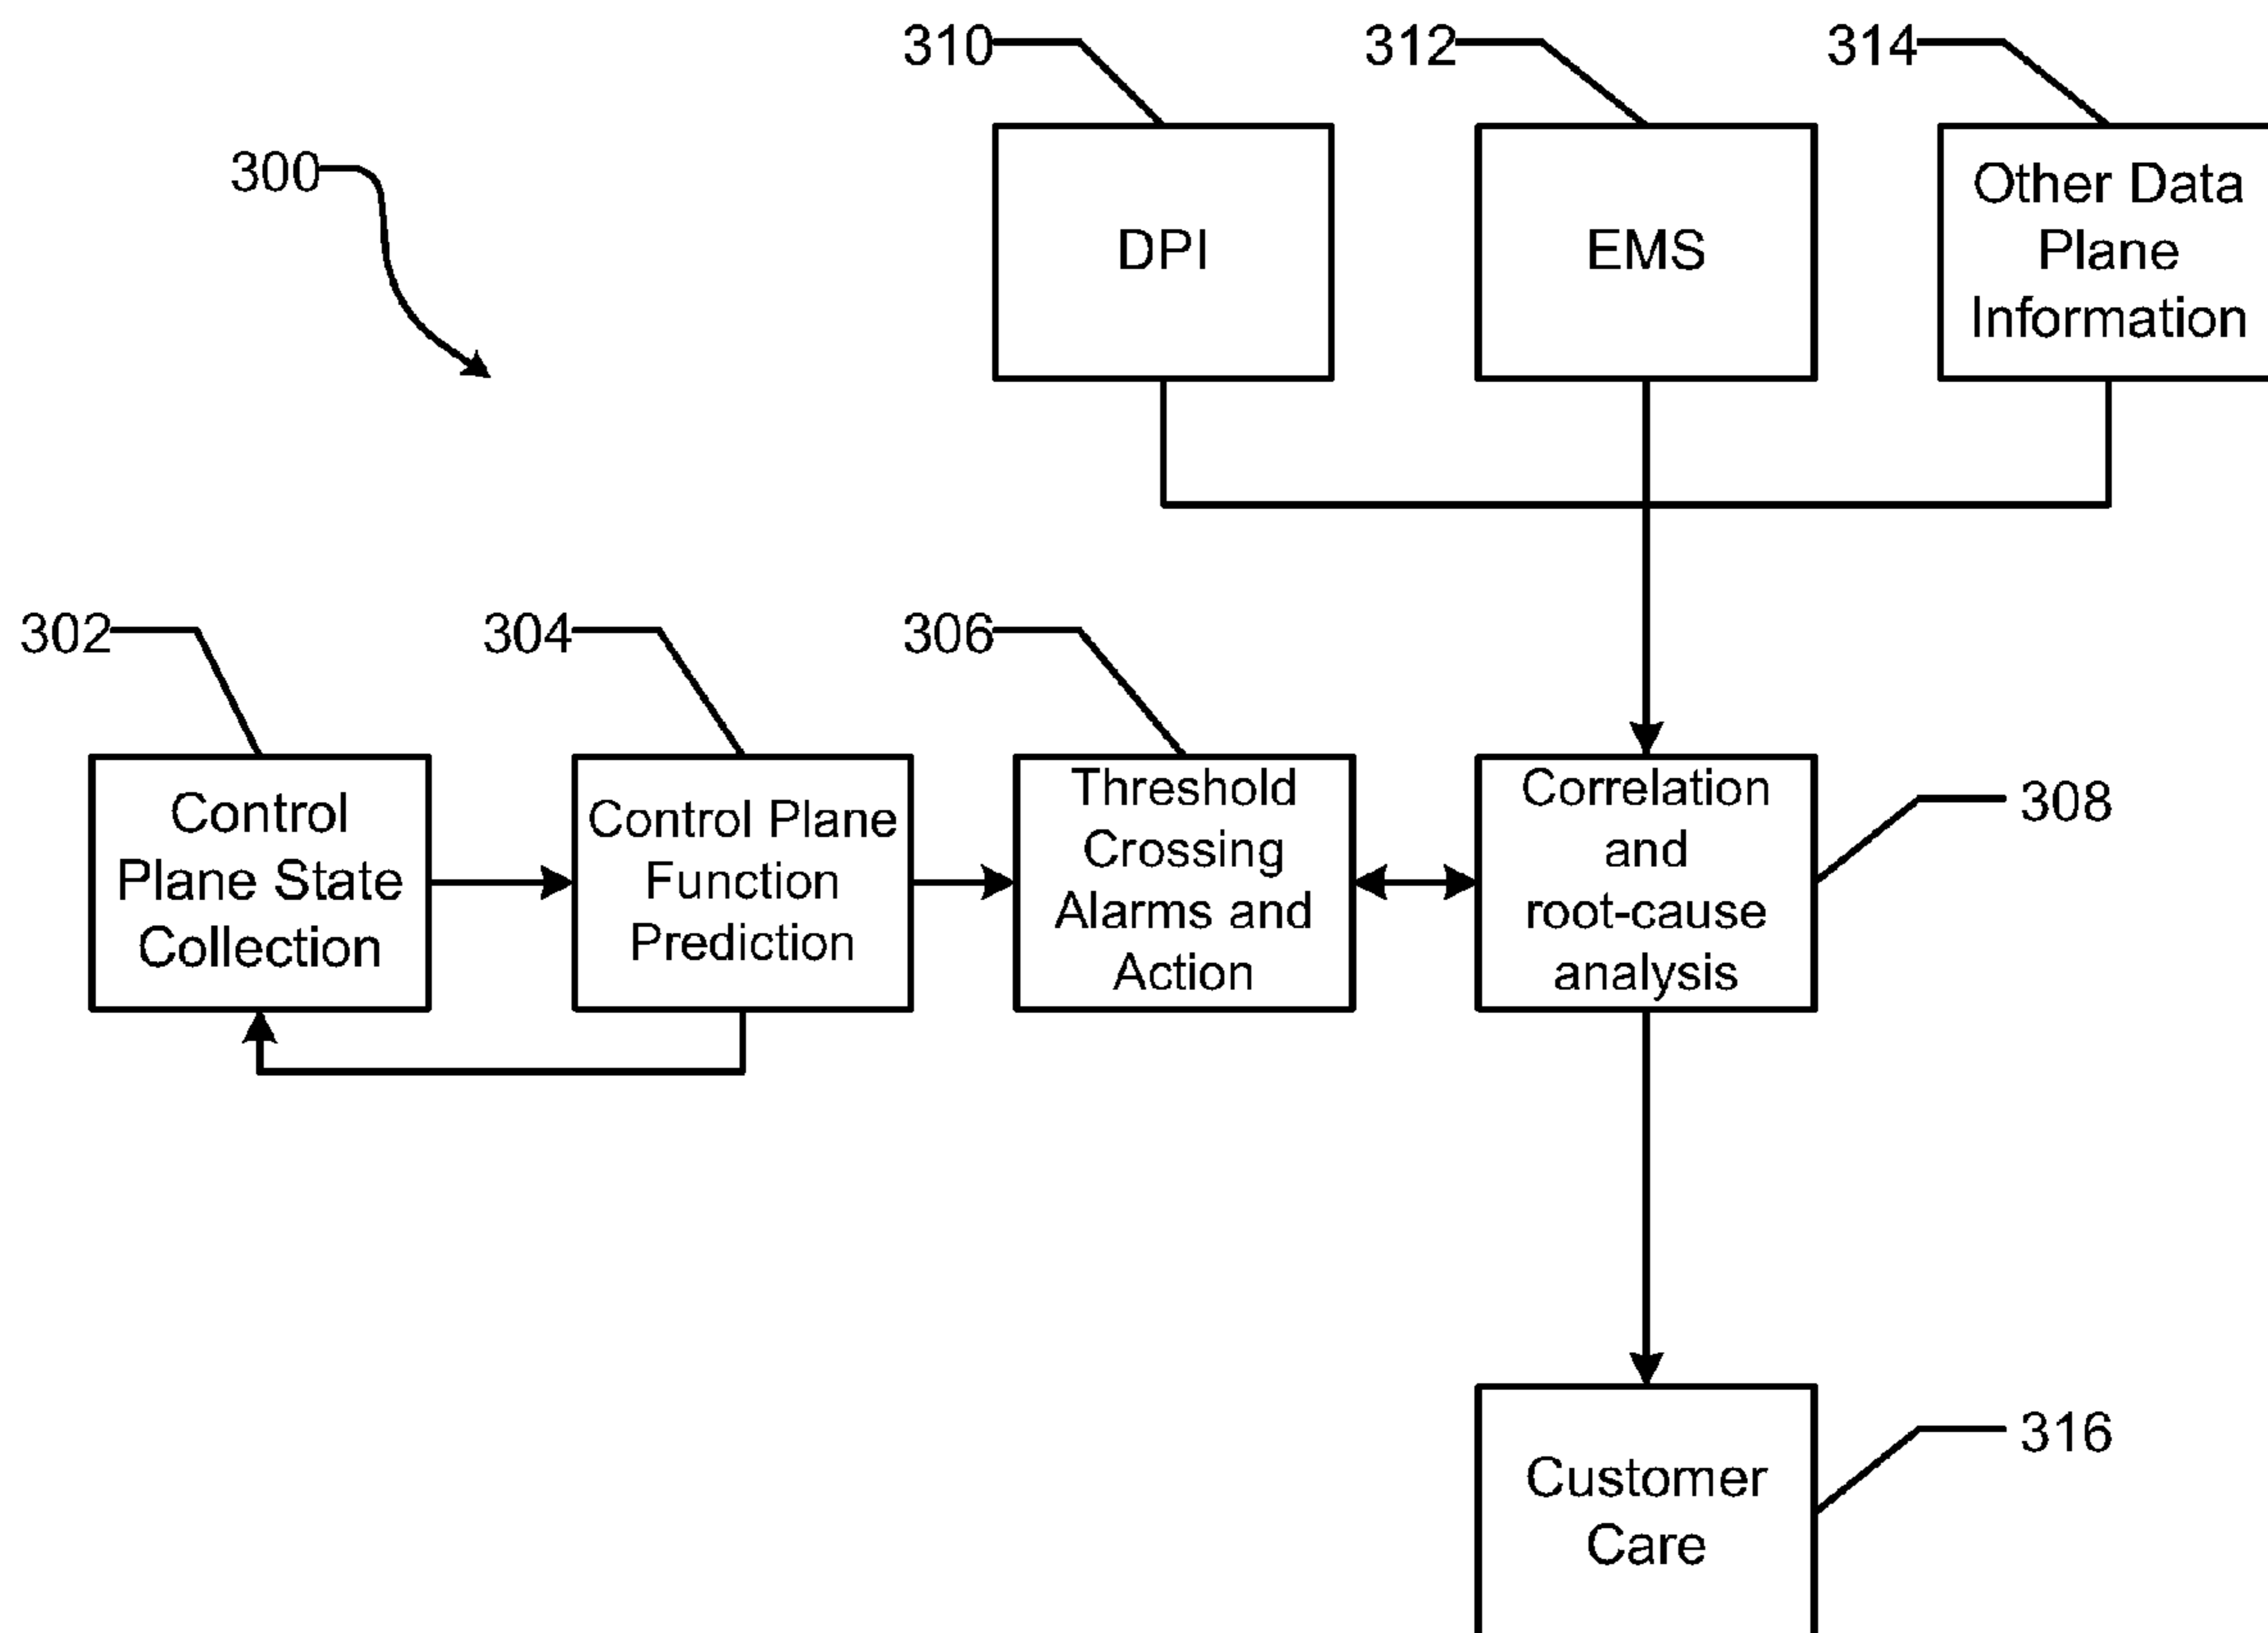 310
312
314
300
DPI
EMS
Other Data
Plane
Information
302
304
306
Control
Plane State
Collection
Control Plane
Function
Prediction
Threshold
Crossing
Alarms and
Action
Correlation
and
root-cause
analysis
308
316
Customer
Care